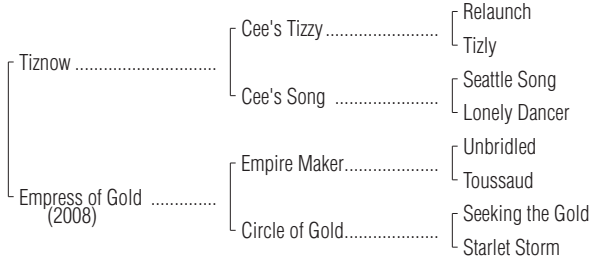 Relaunch
Cee's Tizzy ........................
Tizly
Tiznow ..............................
Seattle Song
Cee's Song ......................
Lonely Dancer
Unbridled
Empire Maker....................
Toussaud
Empress of Gold ..............
(2008)
Seeking the Gold
Circle of Gold....................
Starlet Storm